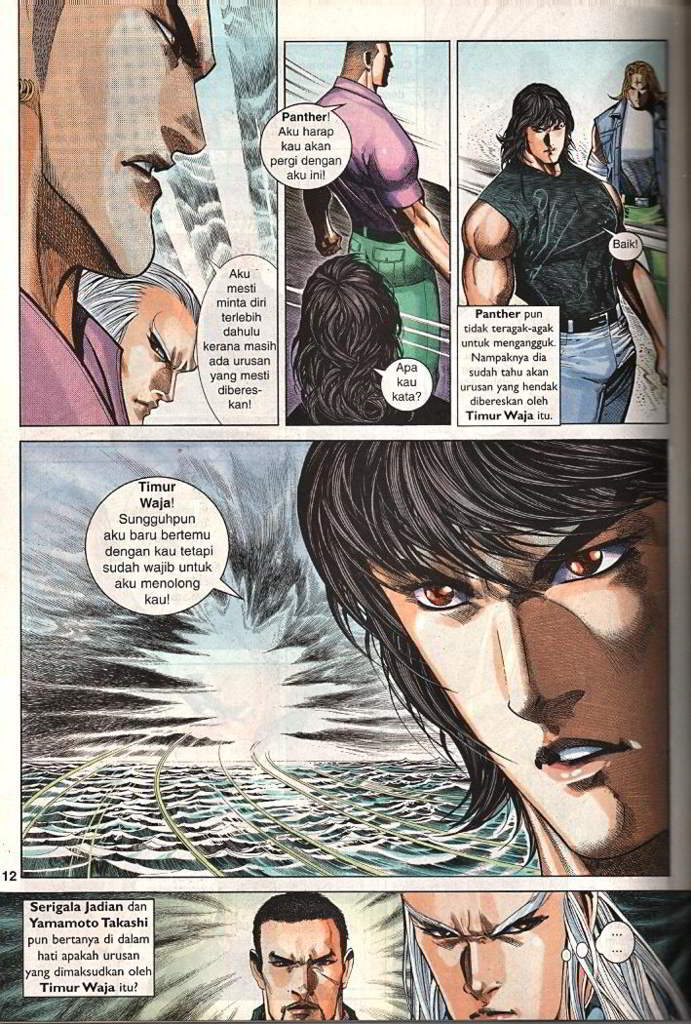 Aku
mesti
minta diri
terlebih
dahulu
kerana masih
ada urusan
yang mesti
diberes-
kan!
Panther!
Aku harap
kau akan
pergi dengan
aku ini!
Apa
kau
kata?
Baik!
Panther pun
tidak teragak-agak
untuk mengangguk.
Nampaknya dia
sudah tahu akan
urusan yang hendak
dibereskan oleh
Timur Waja itu.
Timur
Waja!
Sungguhpun
aku baru bertemu
dengan kau tetapi
sudah wajib untuk
aku menolong
kau!
12
Serigala Jadian dan
Yamamoto Takashi
pun bertanya di dalam
hati apakah urusan
yang dimaksudkan oleh
Timur Waja itu?
...
...